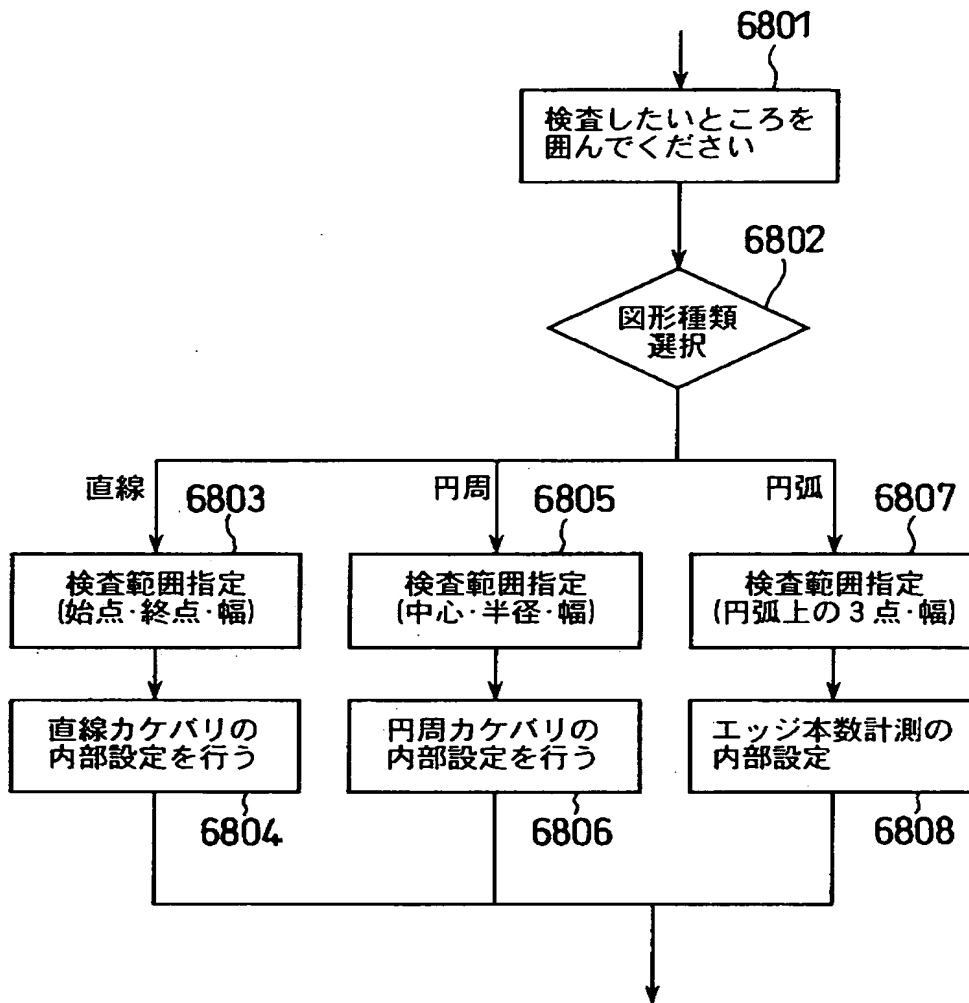 6801
検査したいところを
囲んでください
6802
図形種類
選択
直線
6803
円周
6805
円弧
6807
検査範囲指定
(始点·終点·幅)
検査範囲指定
(中心·半径·幅)
検査範囲指定
(円弧上の3点·幅)
直線カケバリの
内部設定を行う
円周カケバリの
内部設定を行う
エッジ本数計測の
内部設定
6804
6806
6808